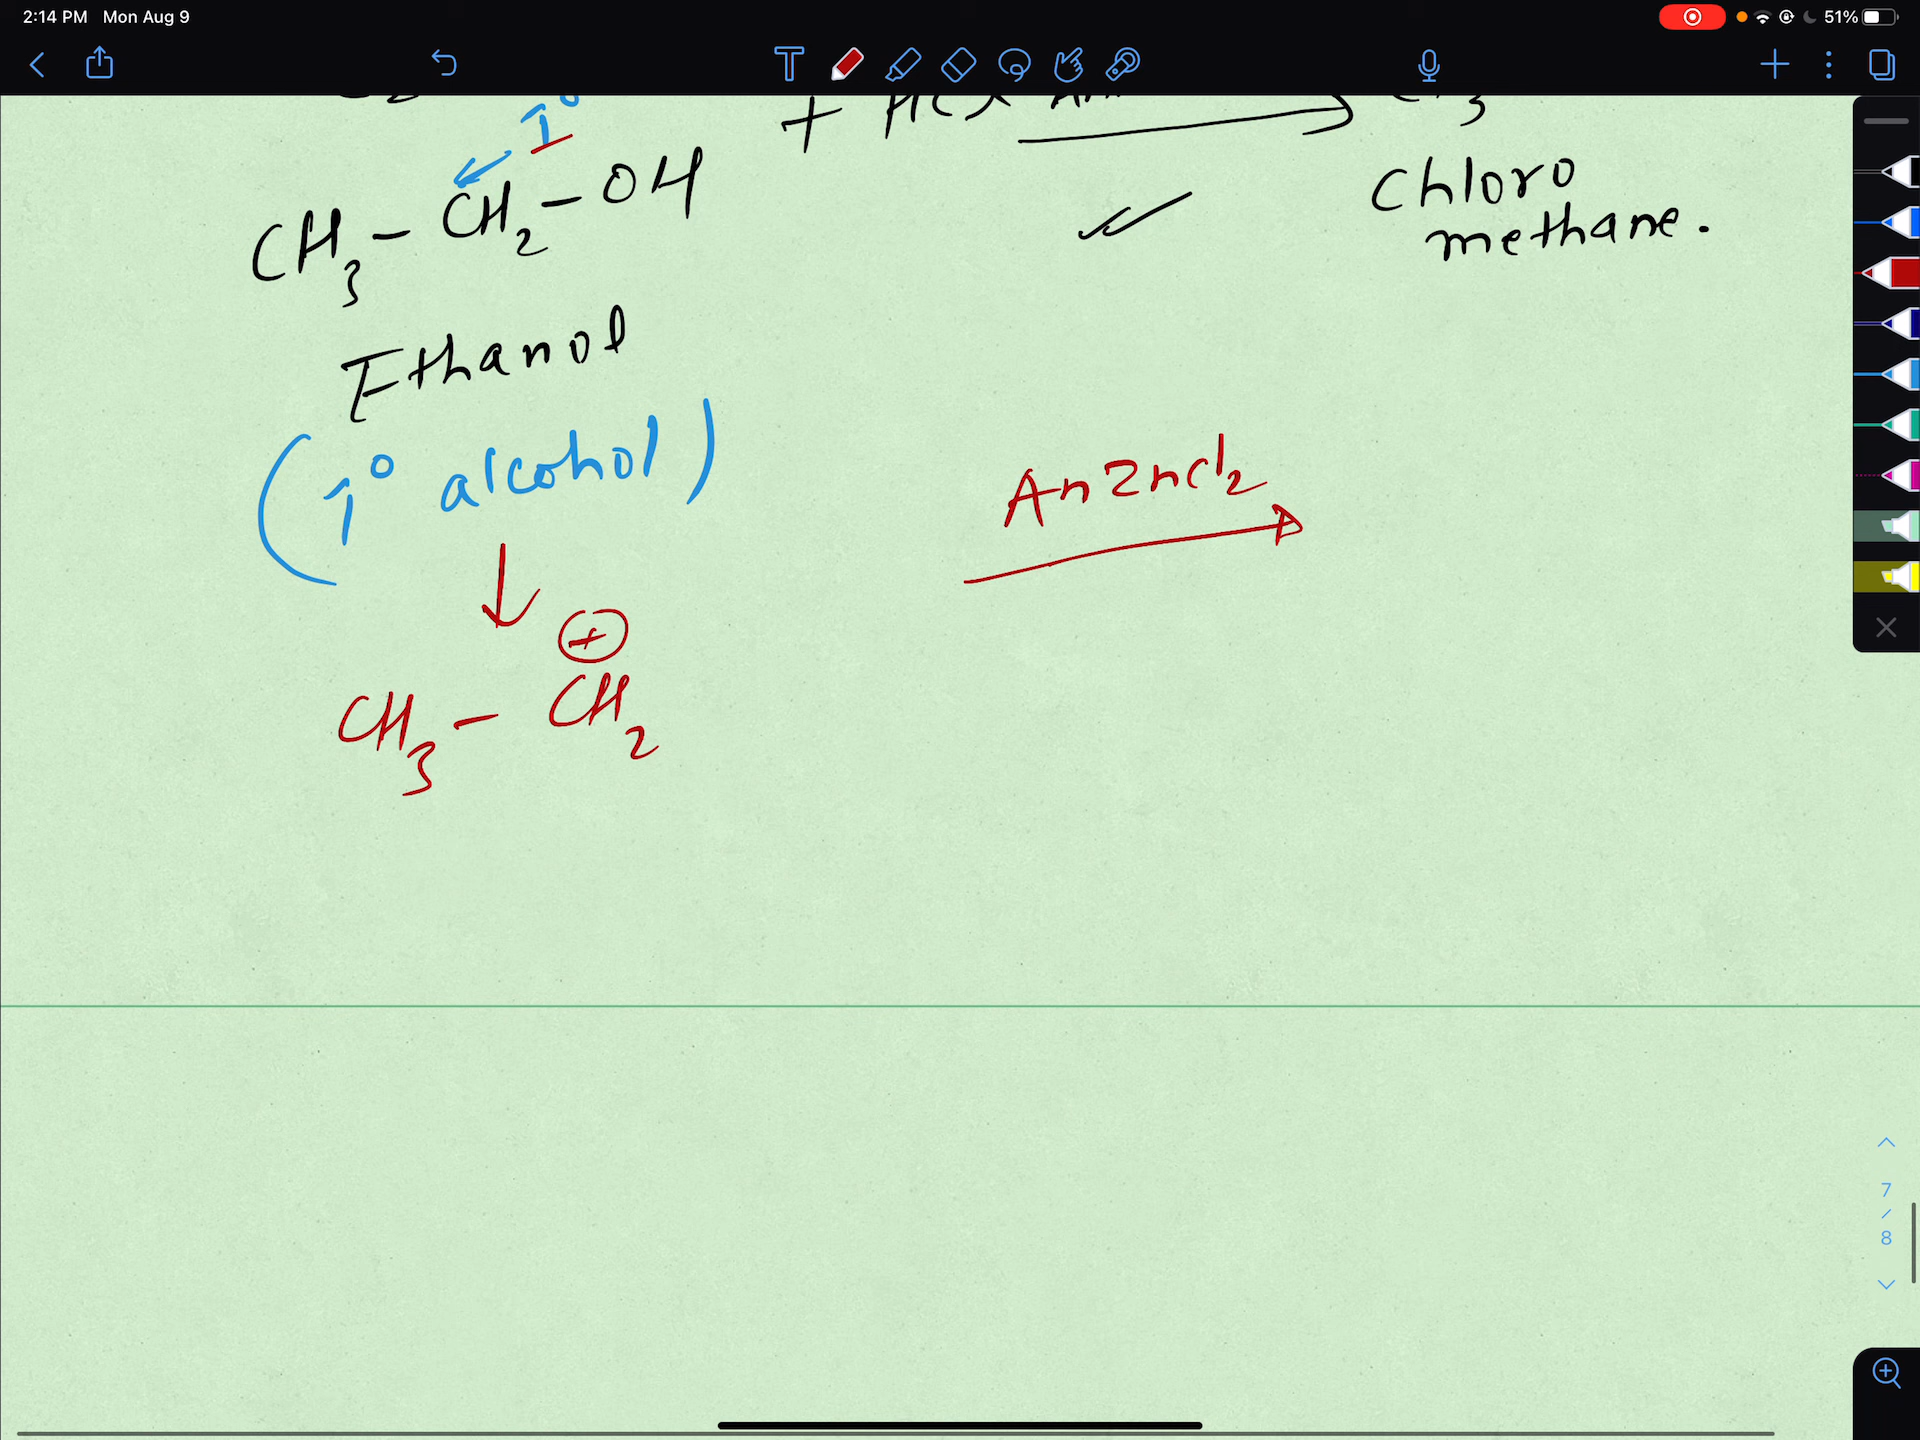 2:14 PM Mon Aug 9
51%
1°
CH3 - CH2 - OH
Chloro
methane.
Ethanol
(1° alcohol)
An ZnCl2
+
CH3 - CH2
7
/
8